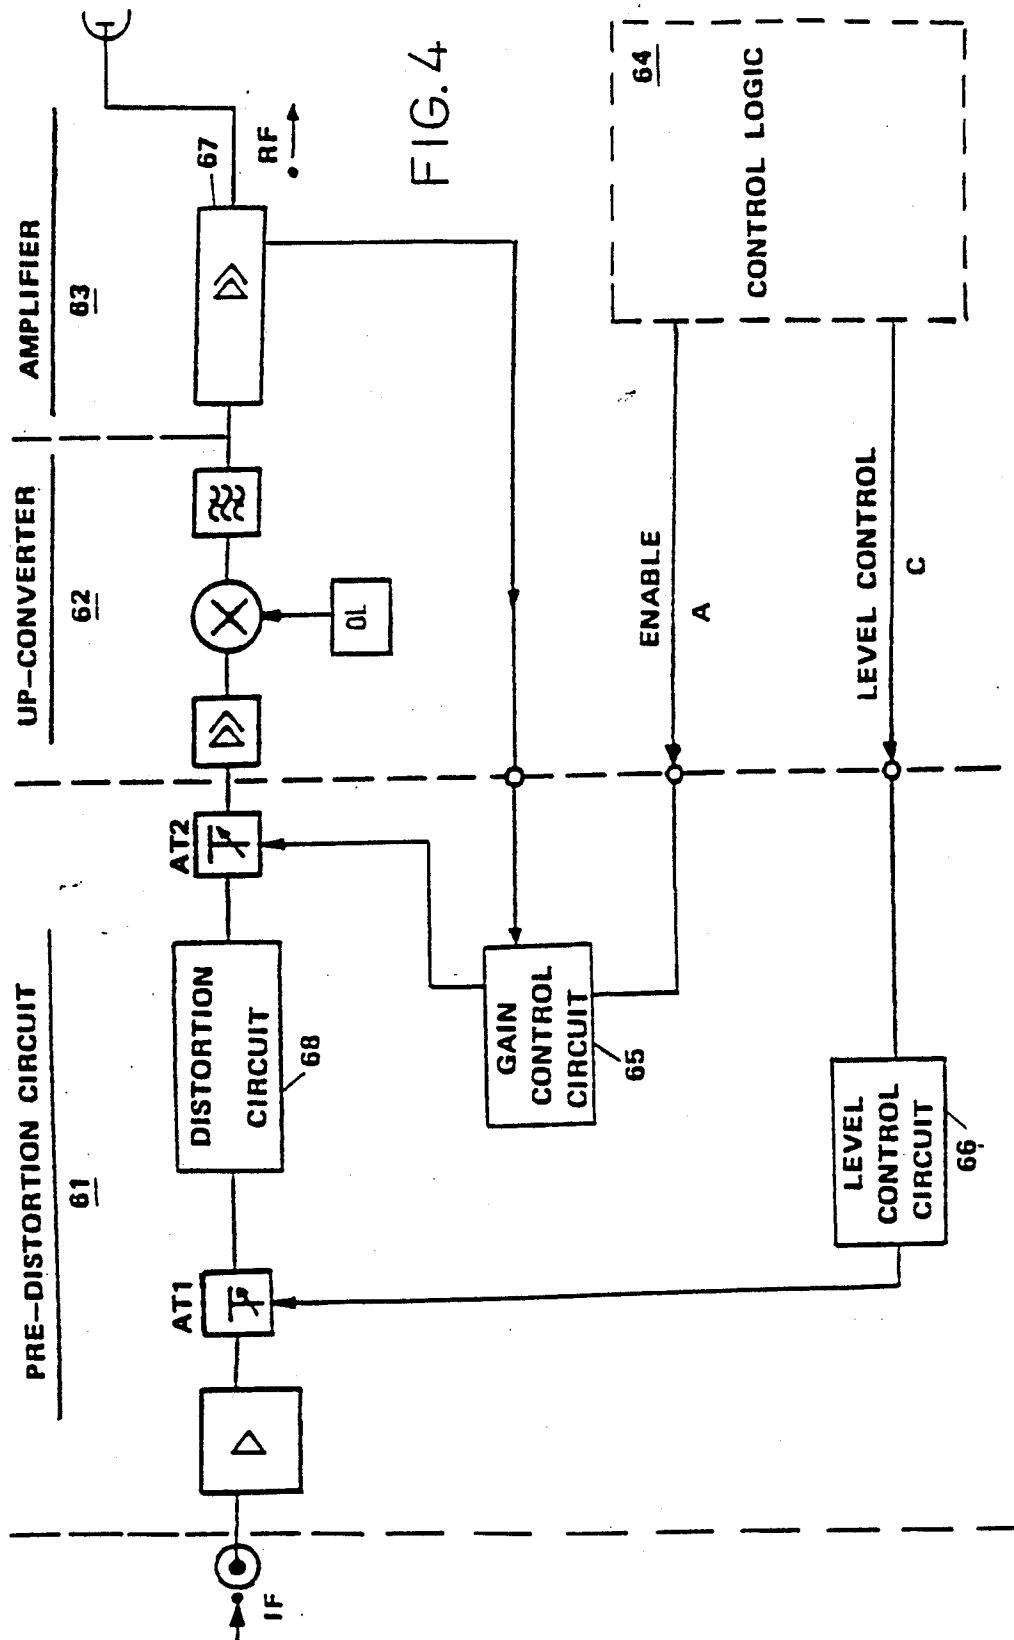 PRE-DISTORTION CIRCUIT
61
UP-CONVERTER
62
AMPLIFIER
63
IF
AT1
DISTORTION
CIRCUIT
68
AT2
OL
67
RF
FIG. 4
GAIN
CONTROL
CIRCUIT
65
ENABLE
A
64
CONTROL LOGIC
LEVEL
CONTROL
CIRCUIT
66
LEVEL CONTROL
C